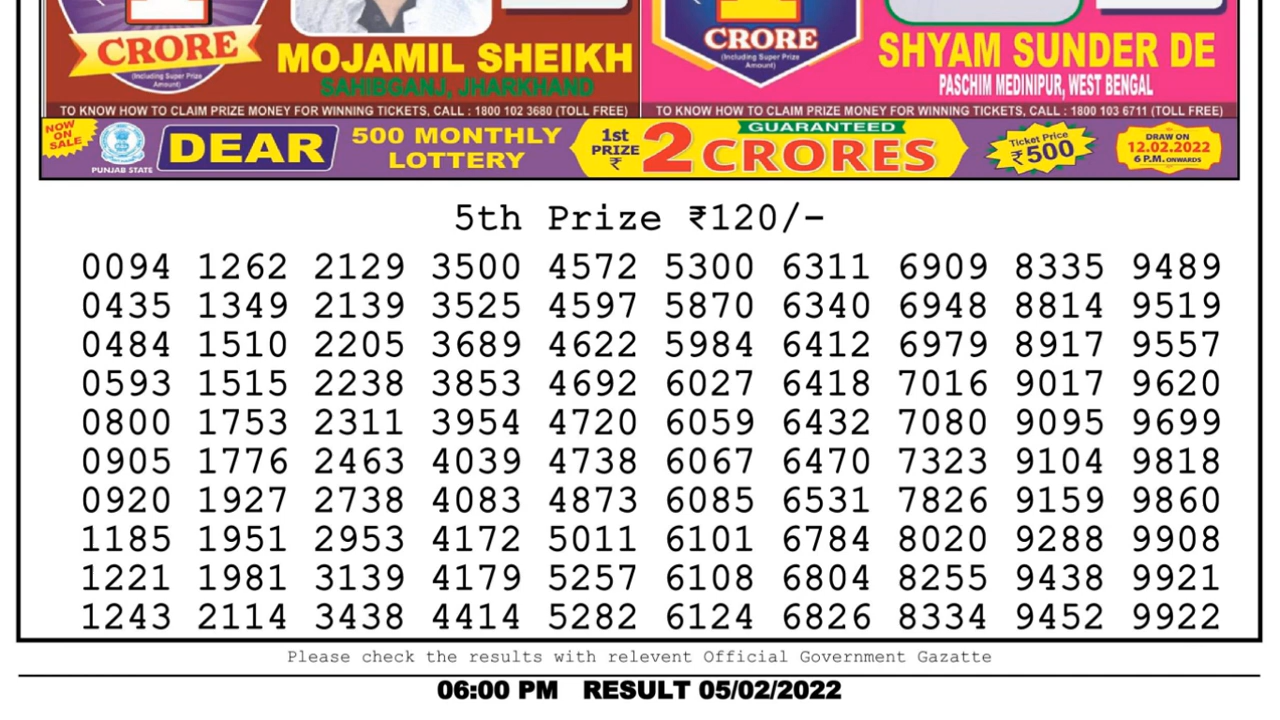 CRORE
(Including Super Prize
Amount)
MOJAMIL SHEIKH
SAHIBGANJ, JHARKHAND
TO KNOW HOW TO CLAIM PRIZE MONEY FOR WINNING TICKETS, CALL : 1800 102 3680 (TOLL FREE)
CRORE
(Including Super Prize
Amount)
SHYAM SUNDER DE
PASCHIM MEDINIPUR, WEST BENGAL
TO KNOW HOW TO CLAIM PRIZE MONEY FOR WINNING TICKETS, CALL : 1800 103 6711 (TOLL FREE)
NOW
ON
SALE
PUNJAB STATE
DEAR
500 MONTHLY
LOTTERY
1st
PRIZE
₹
GUARANTEED
2 CRORES
Ticket Price
₹500
DRAW ON
12.02.2022
6 P.M. ONWARDS
5th Prize ₹120/-
0094 1262 2129 3500 4572 5300 6311 6909 8335 9489
0435 1349 2139 3525 4597 5870 6340 6948 8814 9519
0484 1510 2205 3689 4622 5984 6412 6979 8917 9557
0593 1515 2238 3853 4692 6027 6418 7016 9017 9620
0800 1753 2311 3954 4720 6059 6432 7080 9095 9699
0905 1776 2463 4039 4738 6067 6470 7323 9104 9818
0920 1927 2738 4083 4873 6085 6531 7826 9159 9860
1185 1951 2953 4172 5011 6101 6784 8020 9288 9908
1221 1981 3139 4179 5257 6108 6804 8255 9438 9921
1243 2114 3438 4414 5282 6124 6826 8334 9452 9922
Please check the results with relevent Official Government Gazatte
06:00 PM RESULT 05/02/2022